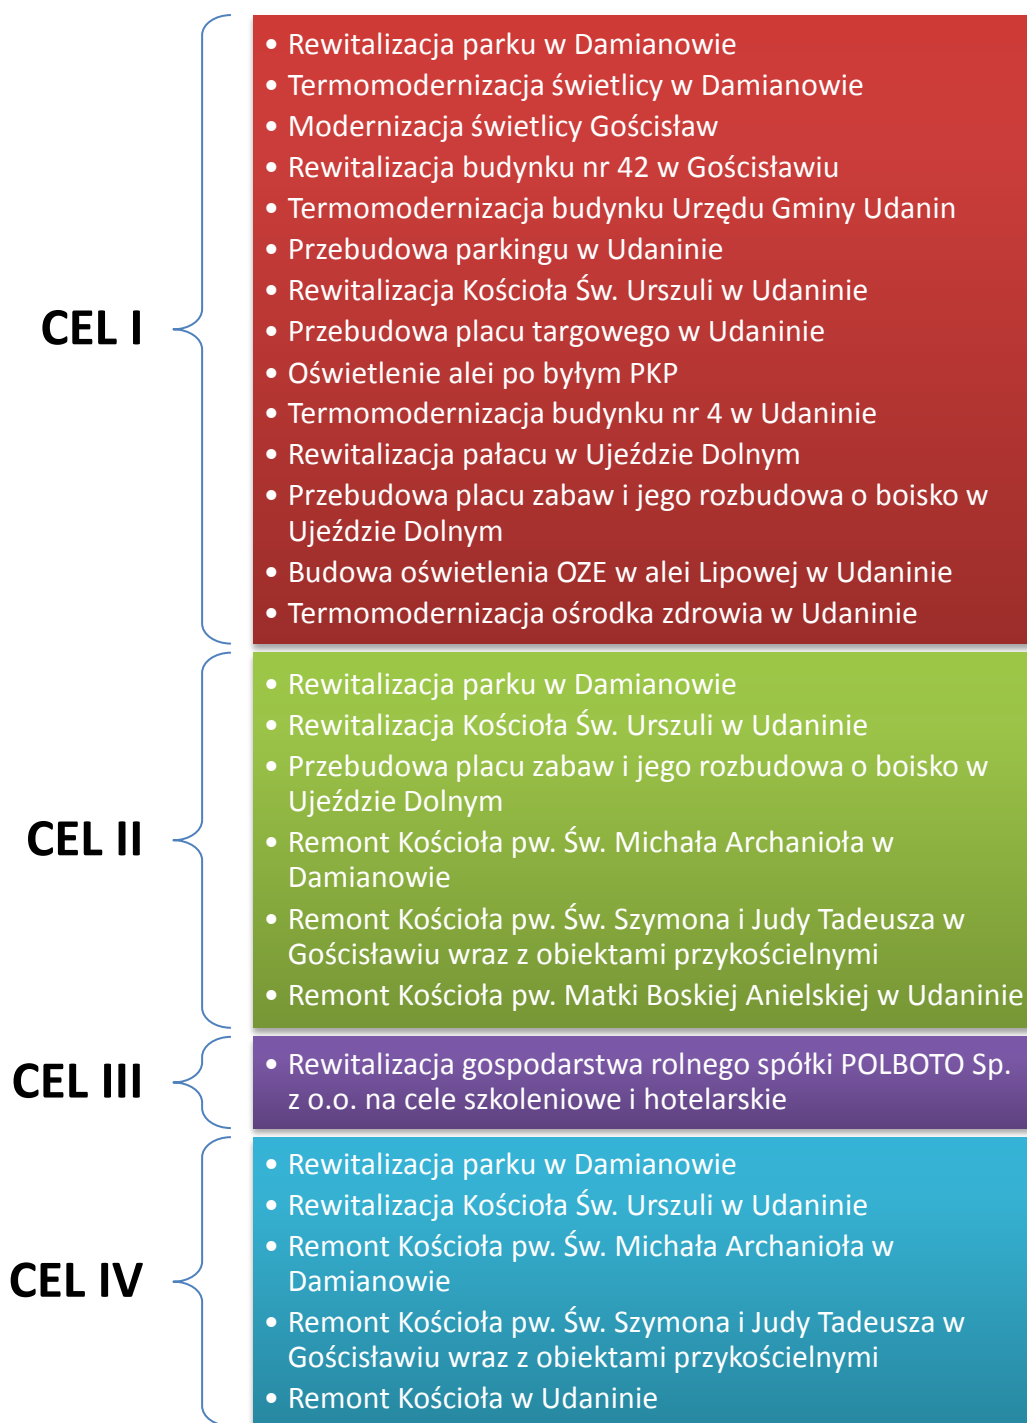 CEL I
• Rewitalizacja parku w Damianowie
• Termomodernizacja świetlicy w Damianowie
• Modernizacja świetlicy Gościsław
• Rewitalizacja budynku nr 42 w Gościsławiu
• Termomodernizacja budynku Urzędu Gminy Udanin
• Przebudowa parkingu w Udaninie
• Rewitalizacja Kościoła Św. Urszuli w Udaninie
• Przebudowa placu targowego w Udaninie
• Oświetlenie alei po byłym PKP
• Termomodernizacja budynku nr 4 w Udaninie
• Rewitalizacja pałacu w Ujeździe Dolnym
• Przebudowa placu zabaw i jego rozbudowa o boisko w
Ujeździe Dolnym
• Budowa oświetlenia OZE w alei Lipowej w Udaninie
• Termomodernizacja ośrodka zdrowia w Udaninie
CEL II
• Rewitalizacja parku w Damianowie
• Rewitalizacja Kościoła Św. Urszuli w Udaninie
• Przebudowa placu zabaw i jego rozbudowa o boisko w
Ujeździe Dolnym
• Remont Kościoła pw. Św. Michała Archanioła w
Damianowie
• Remont Kościoła pw. Św. Szymona i Judy Tadeusza w
Gościsławiu wraz z obiektami przykościelnymi
• Remont Kościoła pw. Matki Boskiej Anielskiej w Udaninie
CEL III
• Rewitalizacja gospodarstwa rolnego spółki POLBOTO Sp.
z o.o. na cele szkoleniowe i hotelarskie
CEL IV
• Rewitalizacja parku w Damianowie
• Rewitalizacja Kościoła Św. Urszuli w Udaninie
• Remont Kościoła pw. Św. Michała Archanioła w
Damianowie
• Remont Kościoła pw. Św. Szymona i Judy Tadeusza w
Gościsławiu wraz z obiektami przykościelnymi
• Remont Kościoła w Udaninie